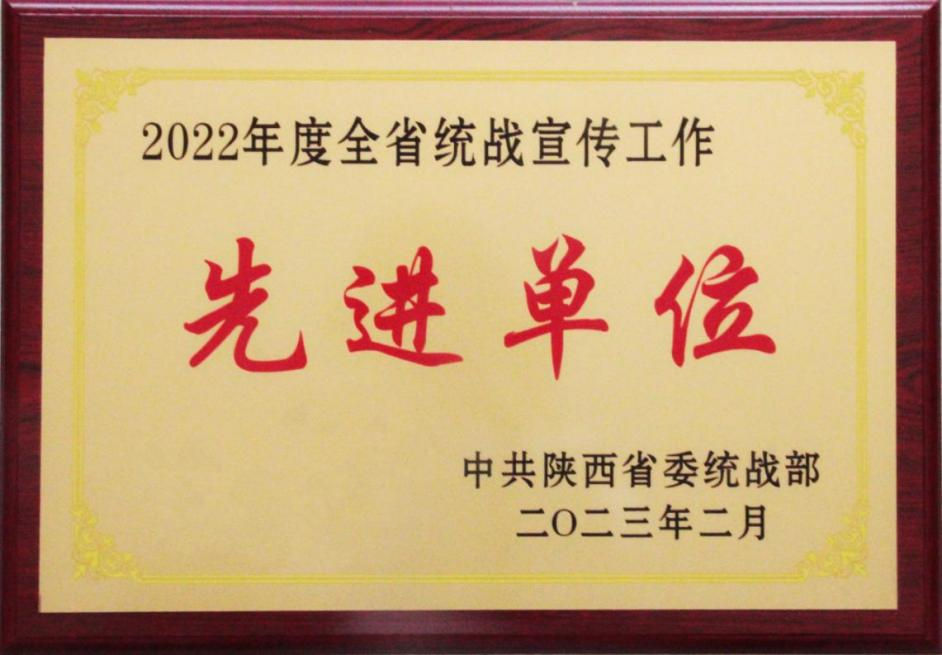 2022年度全省统战宣传工作
先进单位
中共陕西省委统战部
二〇二三年二月